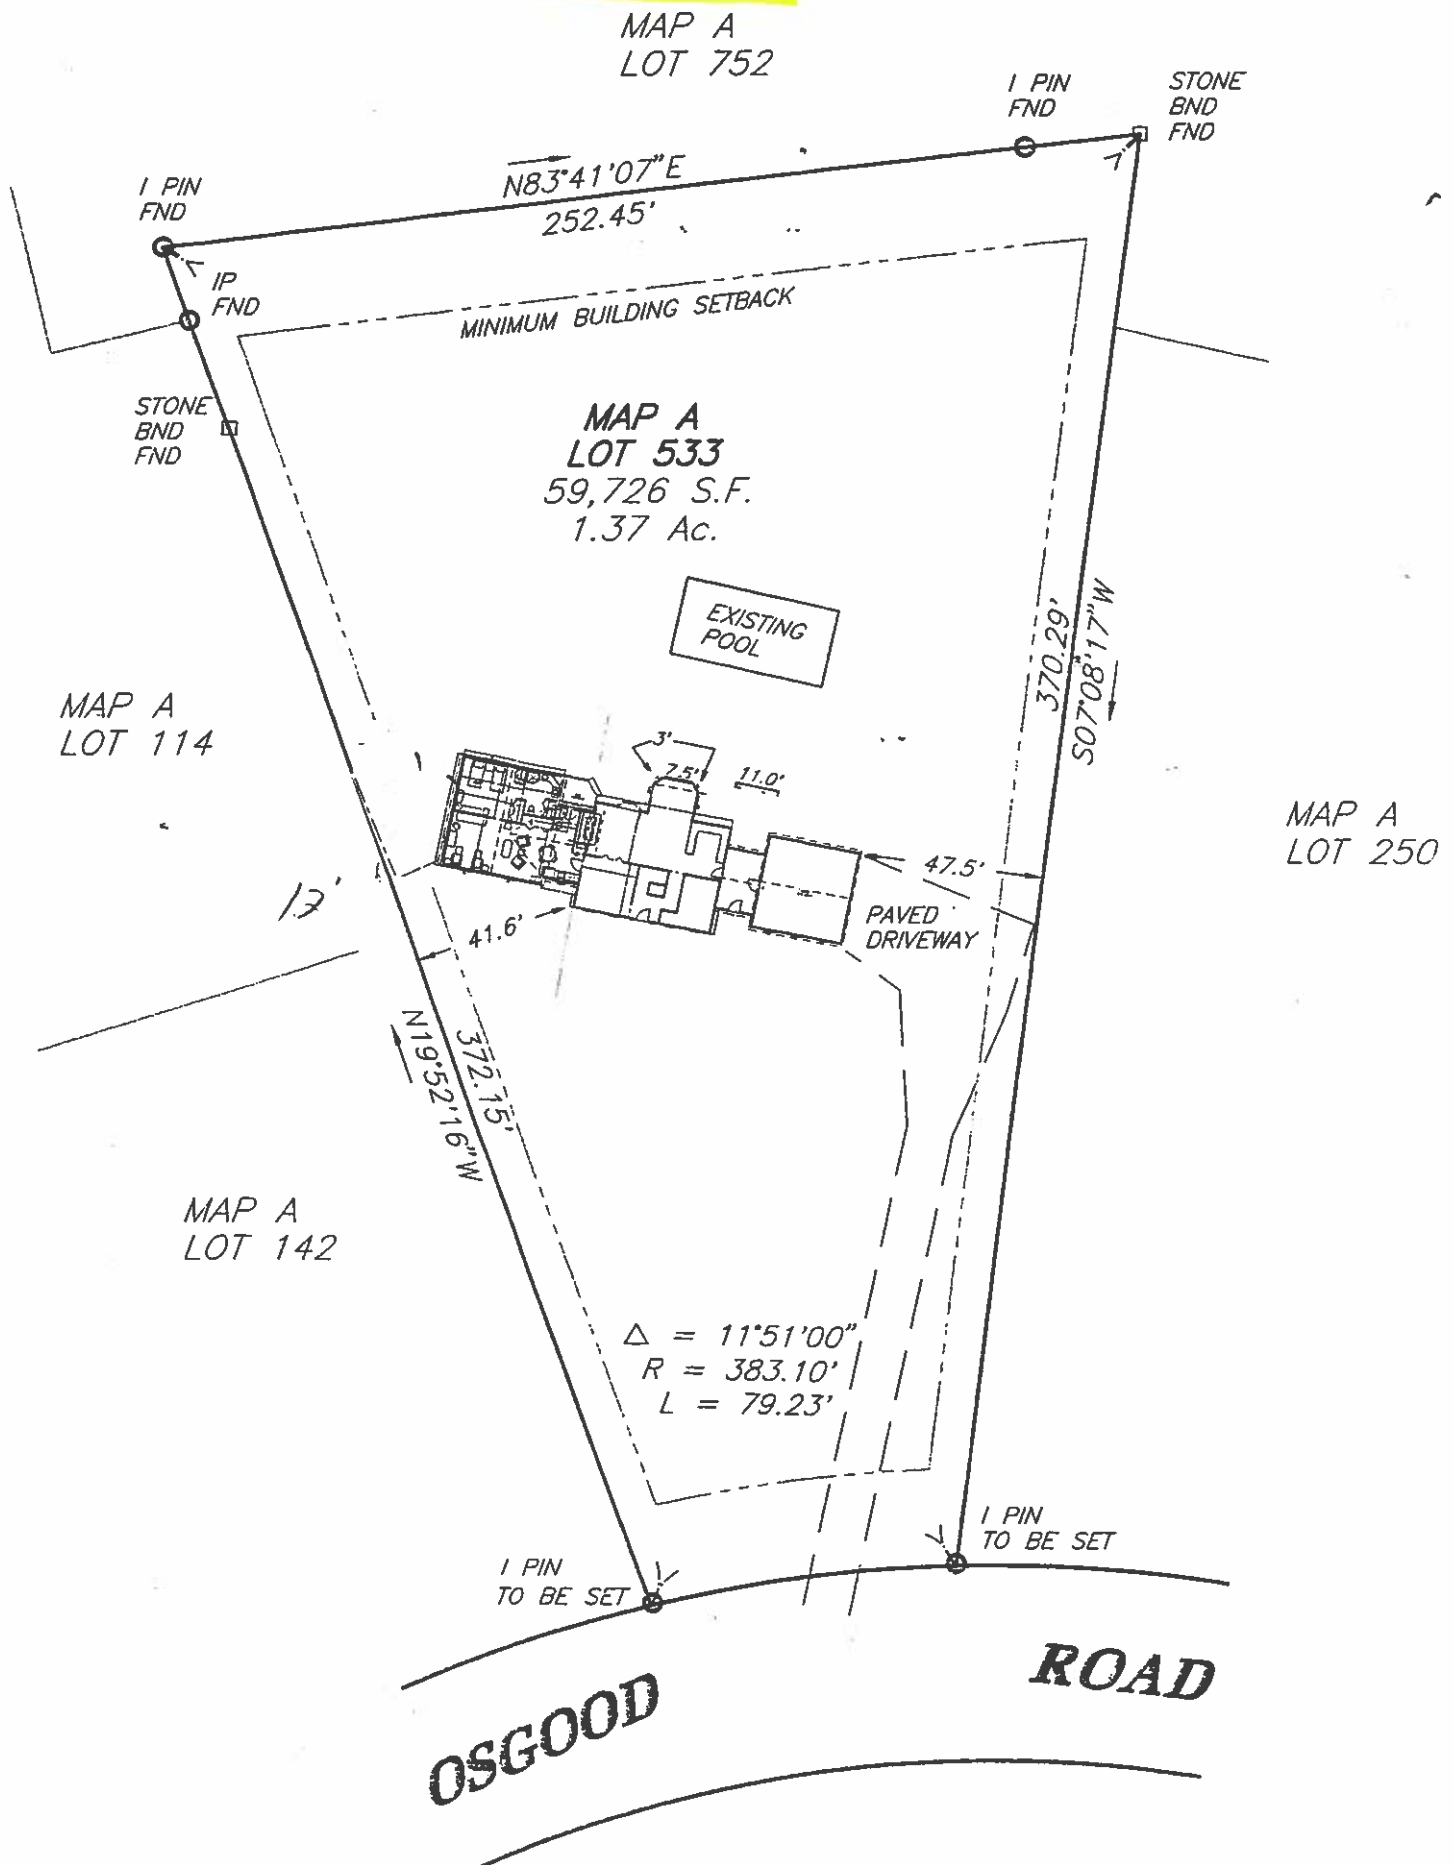 MAP A
LOT 752
I PIN
FND
STONE
BND
FND
N83°41'07"E
252.45'
I PIN
FND
IP
FND
MINIMUM BUILDING SETBACK
STONE
BND
FND
MAP A
LOT 533
59,726 S.F.
1.37 Ac.
EXISTING
POOL
370.29'
S07°08'17"W
MAP A
LOT 114
3'
7.5'
11.0'
MAP A
LOT 250
47.5'
13'
PAVED
DRIVEWAY
41.6'
N19°52'16"W
372.15'
MAP A
LOT 142
Δ = 11°51'00"
R = 383.10'
L = 79.23'
I PIN
TO BE SET
I PIN
TO BE SET
OSGOOD ROAD